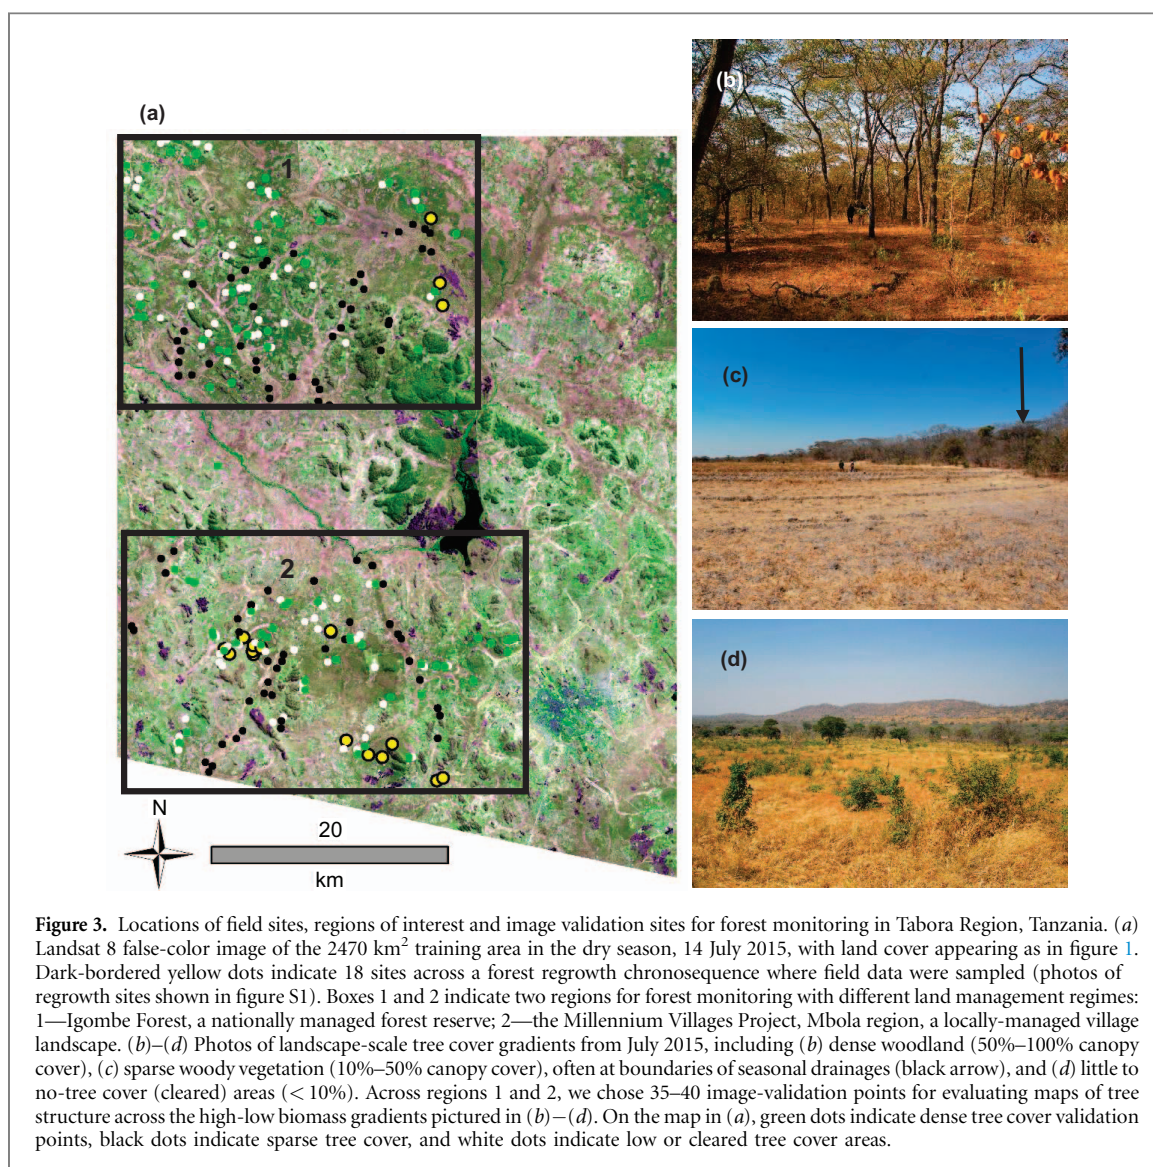 (a)
1
2
N
20
km
(b)
(c)
(d)
Figure 3. Locations of field sites, regions of interest and image validation sites for forest monitoring in Tabora Region, Tanzania. (a)
Landsat 8 false-color image of the 2470 km² training area in the dry season, 14 July 2015, with land cover appearing as in figure 1.
Dark-bordered yellow dots indicate 18 sites across a forest regrowth chronosequence where field data were sampled (photos of
regrowth sites shown in figure S1). Boxes 1 and 2 indicate two regions for forest monitoring with different land management regimes:
1—Igombe Forest, a nationally managed forest reserve; 2—the Millennium Villages Project, Mbola region, a locally-managed village
landscape. (b)–(d) Photos of landscape-scale tree cover gradients from July 2015, including (b) dense woodland (50%–100% canopy
cover), (c) sparse woody vegetation (10%–50% canopy cover), often at boundaries of seasonal drainages (black arrow), and (d) little to
no-tree cover (cleared) areas (< 10%). Across regions 1 and 2, we chose 35–40 image-validation points for evaluating maps of tree
structure across the high-low biomass gradients pictured in (b)–(d). On the map in (a), green dots indicate dense tree cover validation
points, black dots indicate sparse tree cover, and white dots indicate low or cleared tree cover areas.